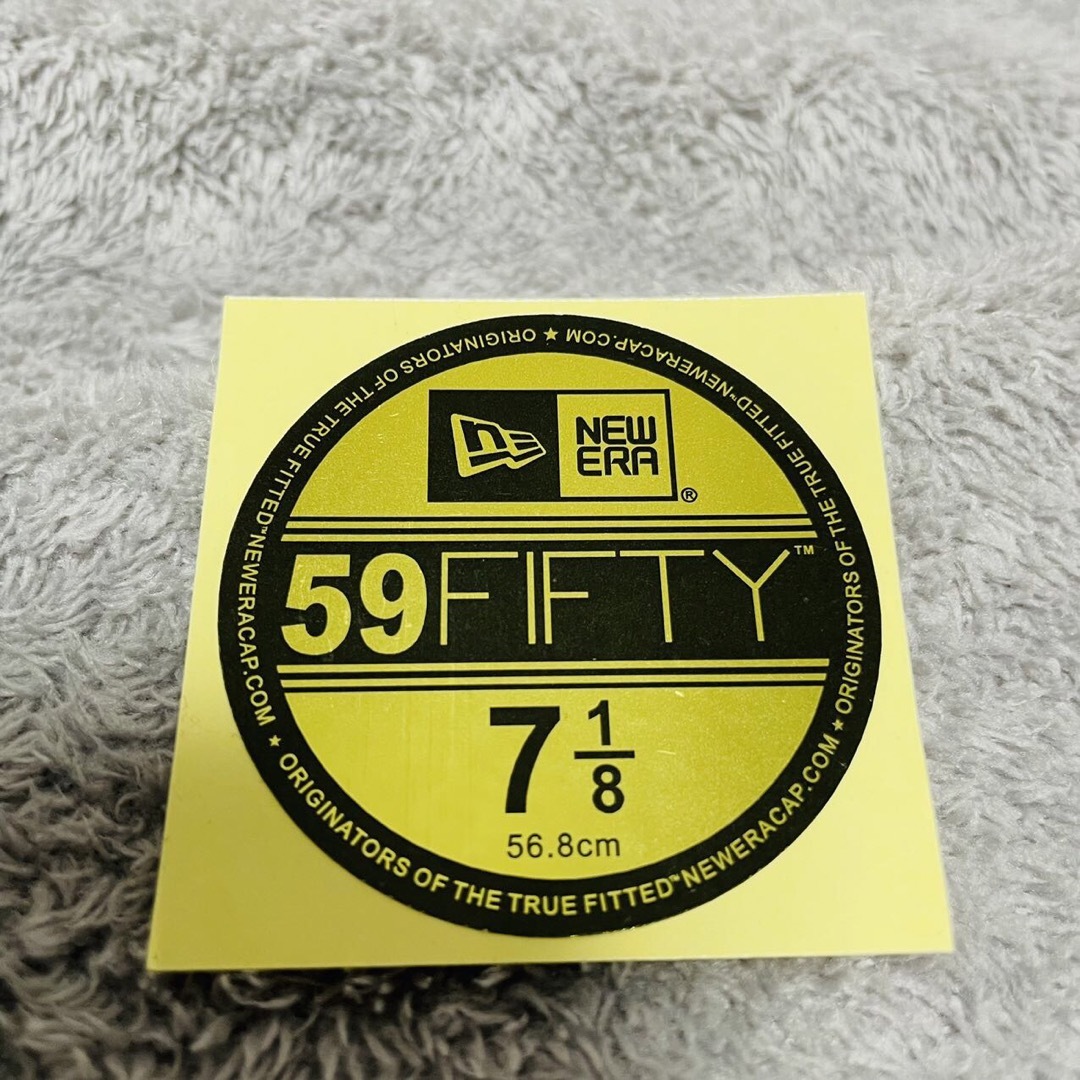 NEW
ERA
®
59FIFTY™
7 1/8
56.8cm
ORIGINATORS OF THE TRUE FITTED™ NEWERACAP.COM ★ ORIGINATORS OF THE TRUE FITTED™ NEWERACAP.COM ★ ORIGINATORS OF THE TRUE FITTED™ NEWERACAP.COM ★